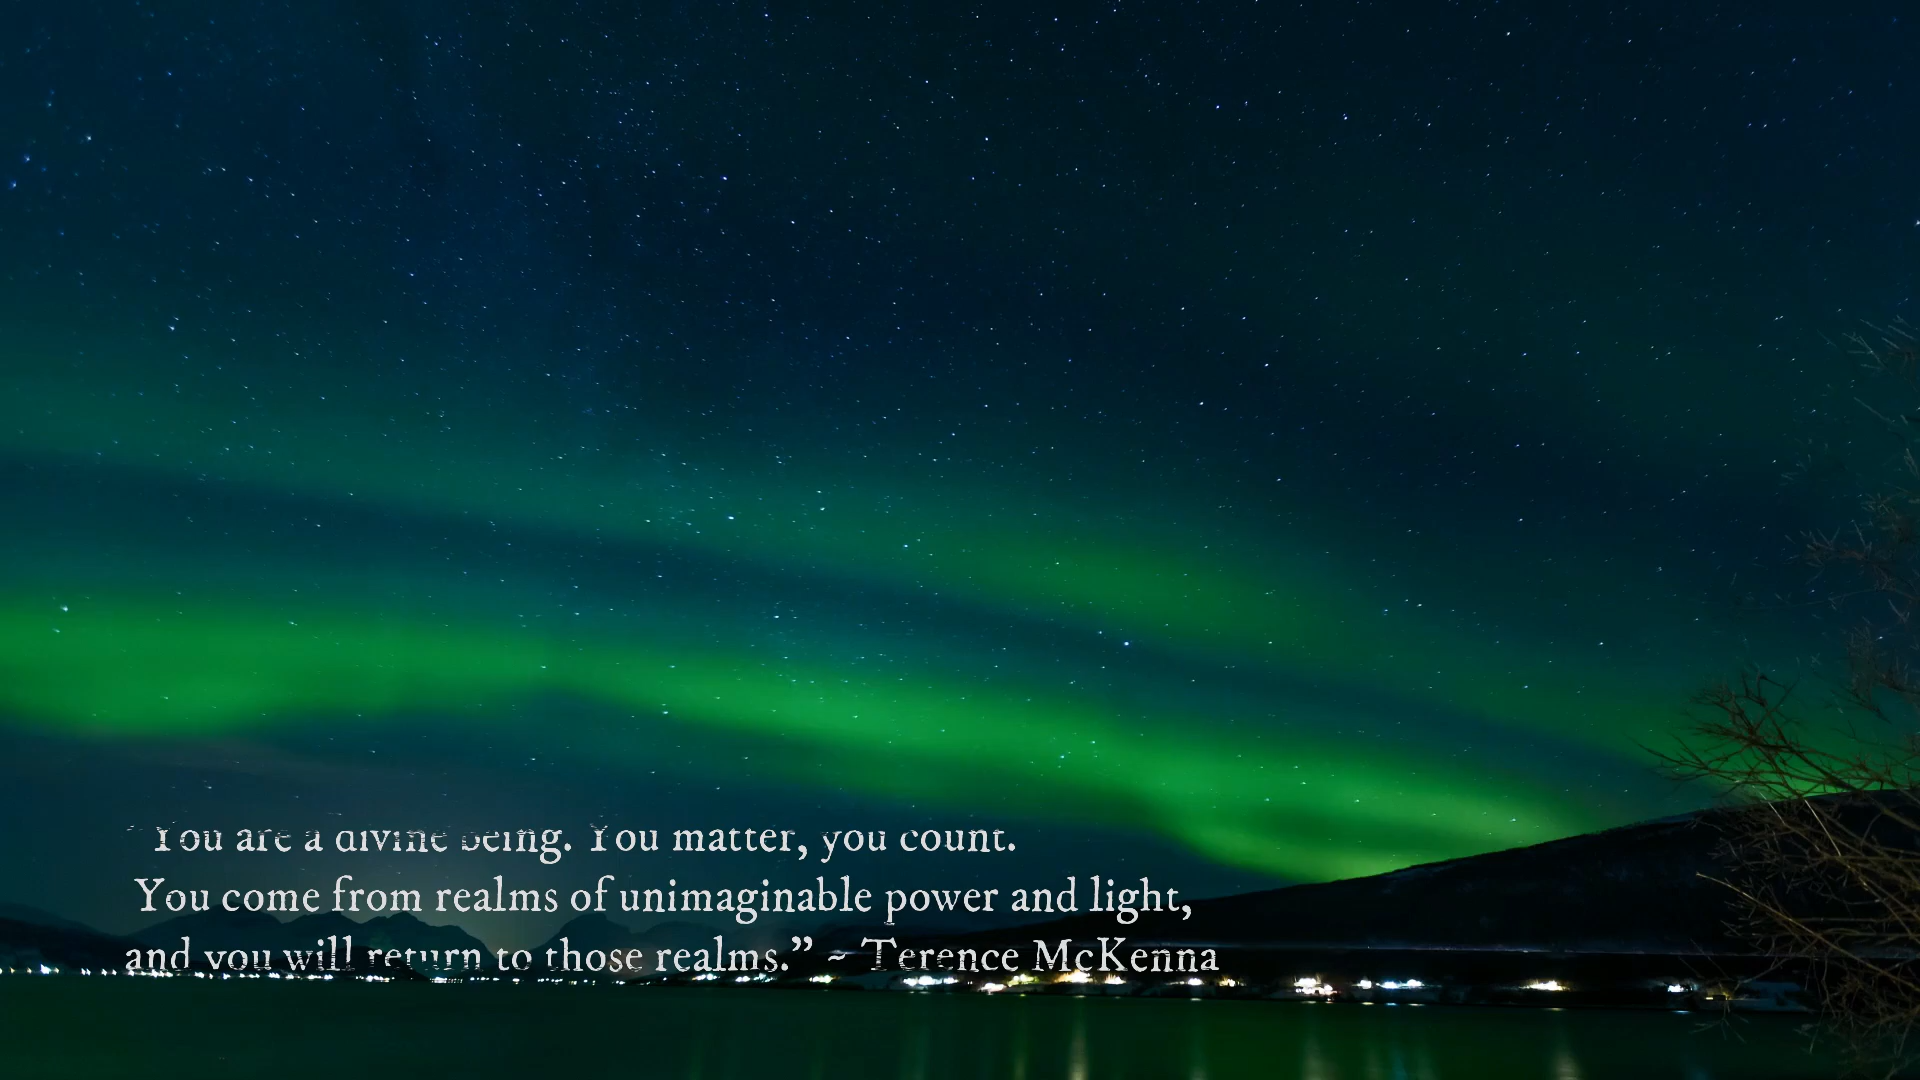 “You are a divine being. You matter, you count.
You come from realms of unimaginable power and light,
and you will return to those realms.” ~ Terence McKenna